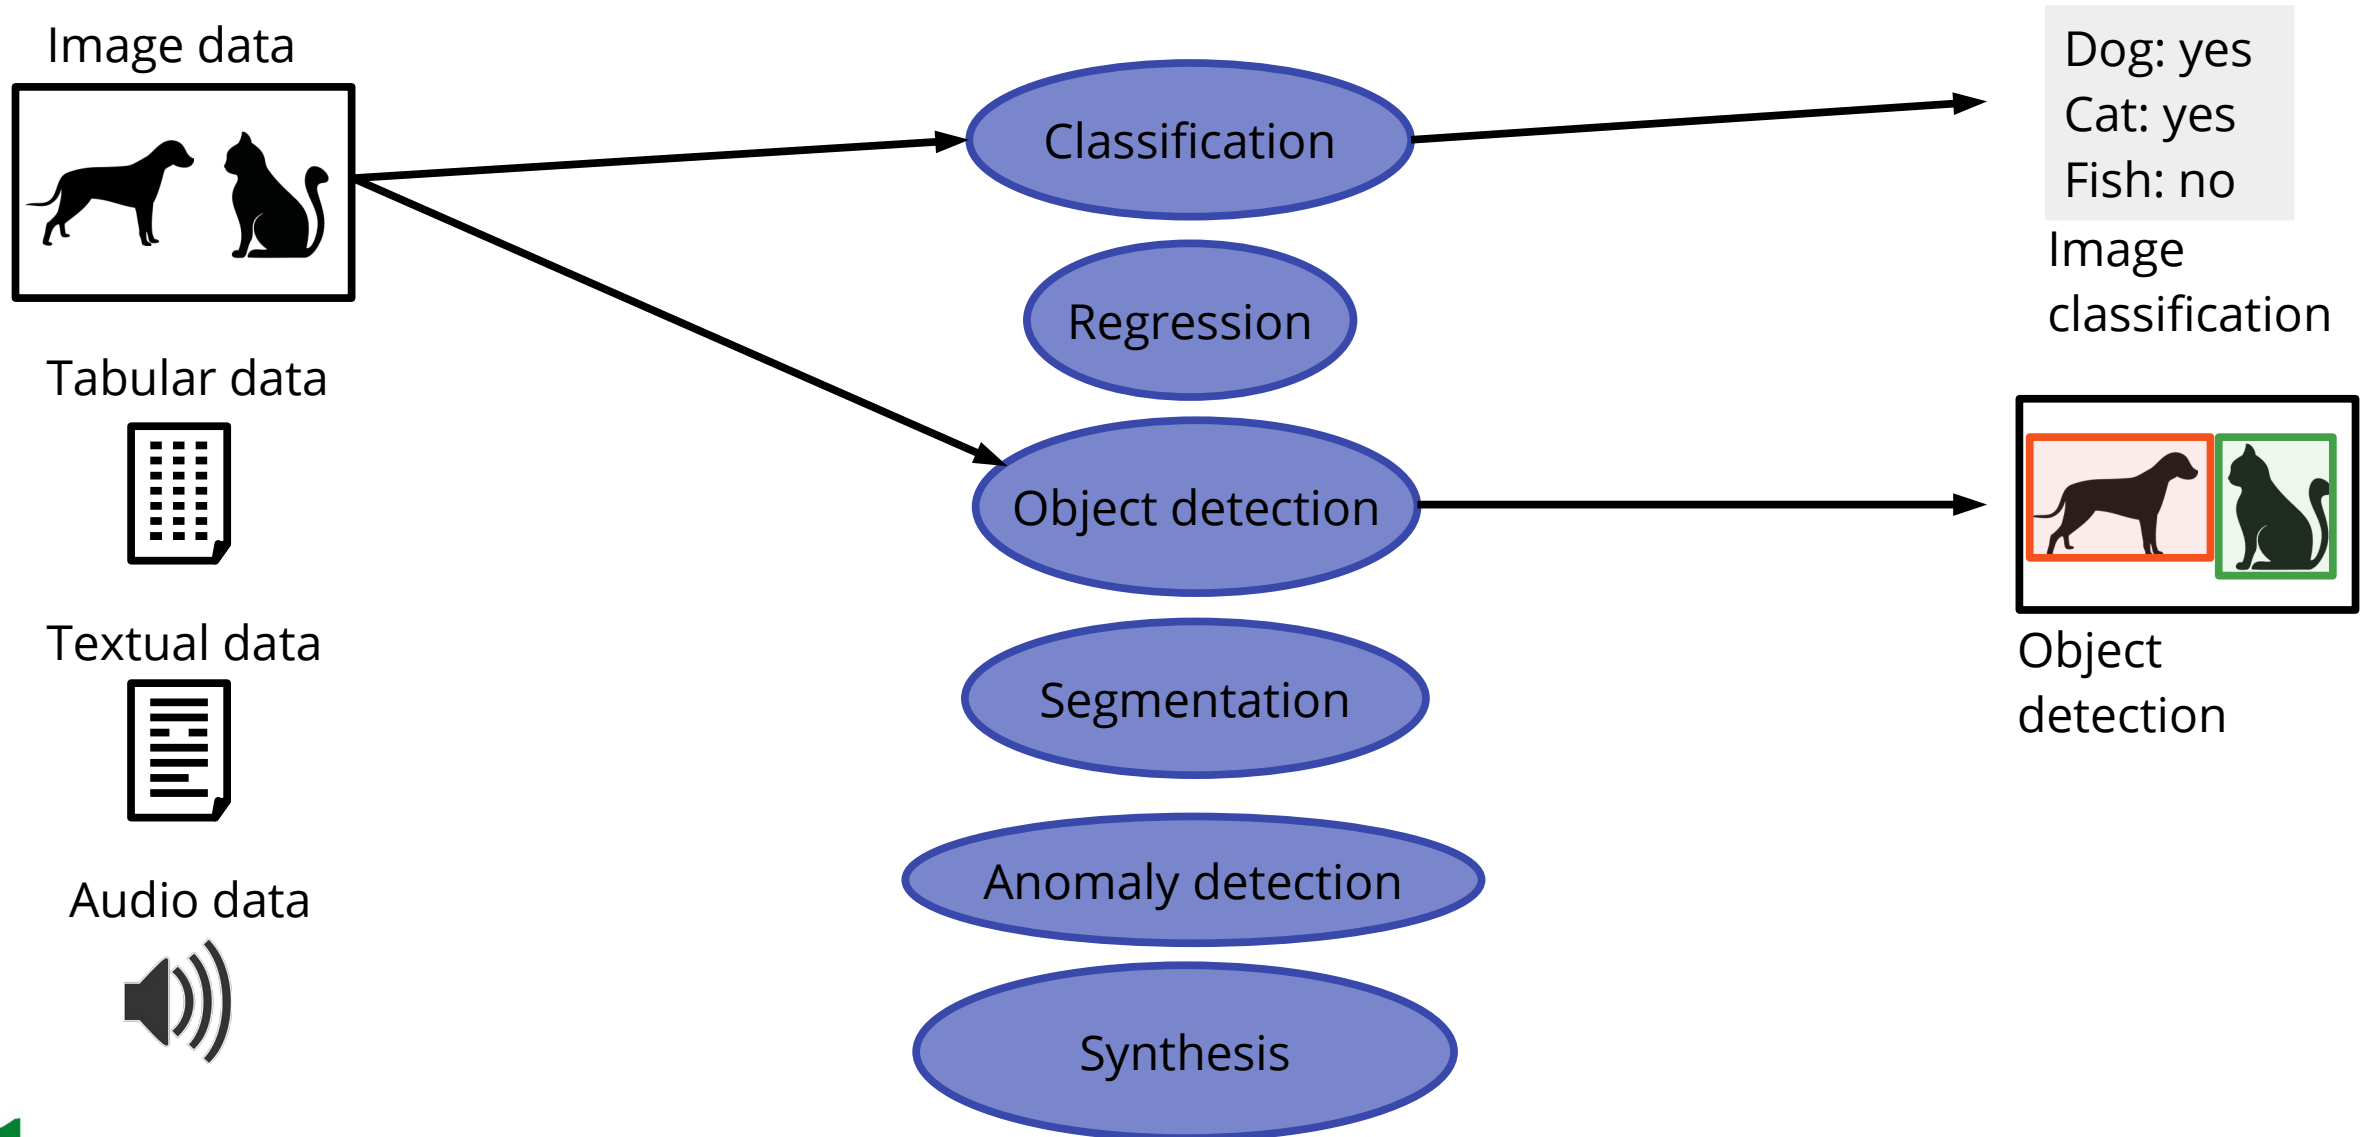 Image data
Tabular data
Textual data
Audio data
Classification
Regression
Object detection
Segmentation
Anomaly detection
Synthesis
Dog: yes
Cat: yes
Fish: no
Image
classification
Object
detection